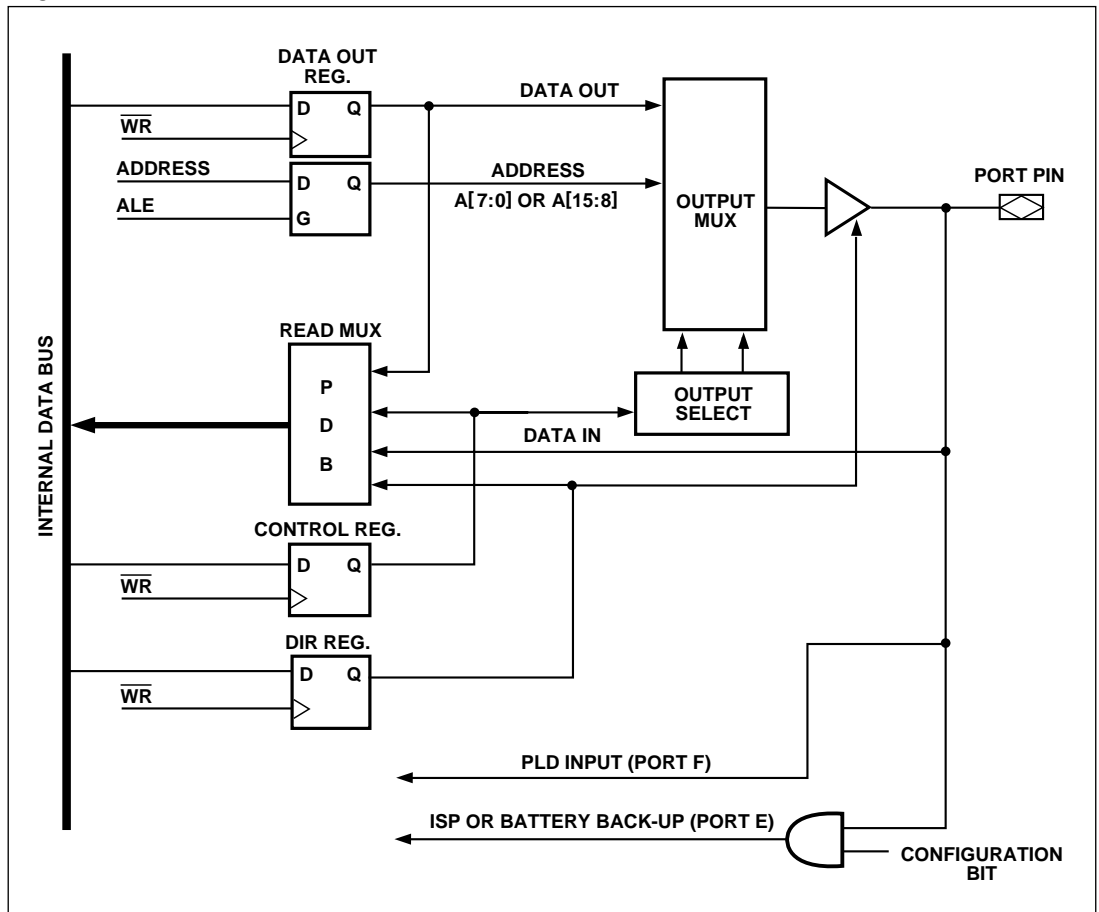 DATA OUT
REG.
D Q
WR
DATA OUT
ADDRESS
ALE
D Q
G
ADDRESS
A[7:0] OR A[15:8]
OUTPUT
MUX
PORT PIN
INTERNAL DATA BUS
READ MUX
P
D
B
OUTPUT
SELECT
DATA IN
CONTROL REG.
D Q
WR
DIR REG.
D Q
WR
PLD INPUT (PORT F)
ISP OR BATTERY BACK-UP (PORT E)
CONFIGURATION
BIT